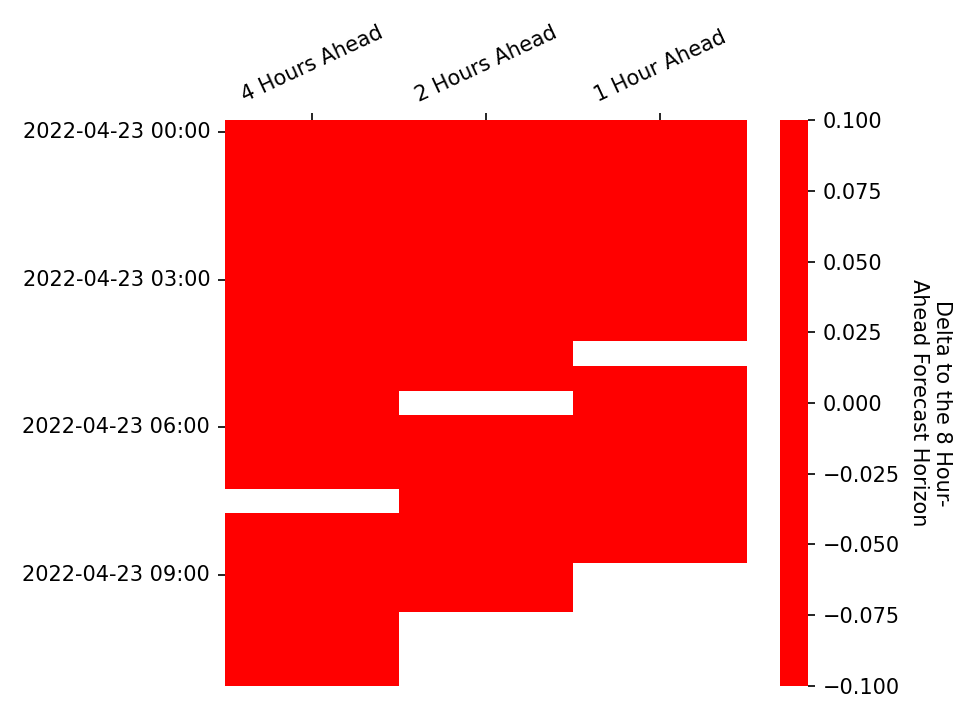 4 Hours Ahead
2 Hours Ahead
1 Hour Ahead
2022-04-23 00:00
2022-04-23 03:00
2022-04-23 06:00
2022-04-23 09:00
0.100
0.075
0.050
0.025
0.000
−0.025
−0.050
−0.075
−0.100
Delta to the 8 Hour-
Ahead Forecast Horizon